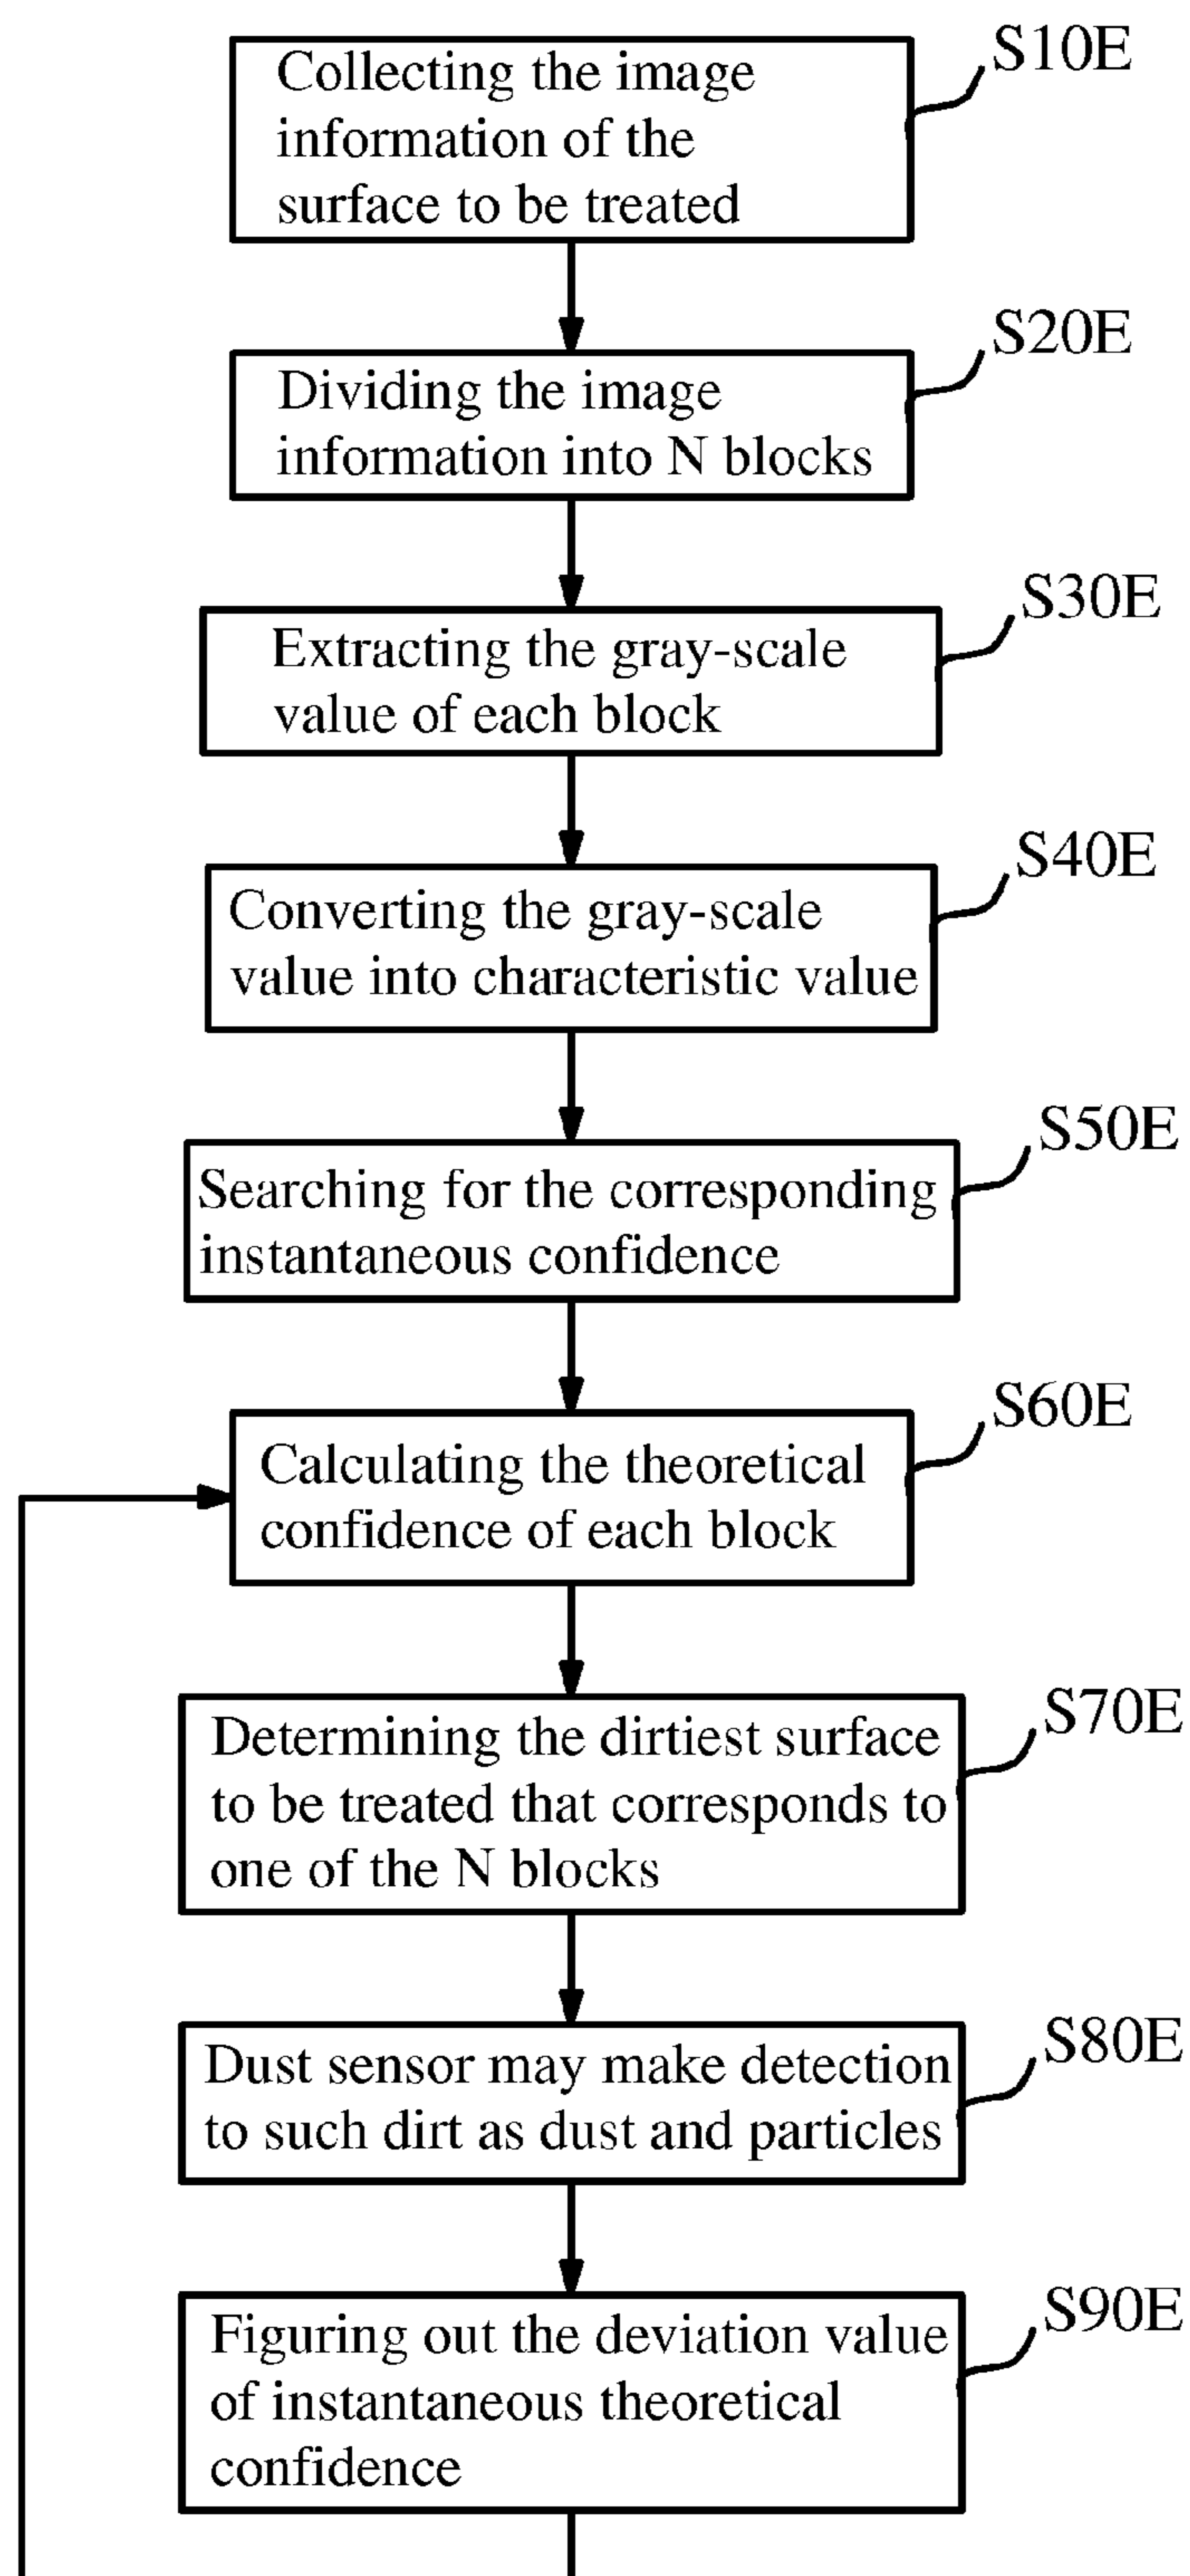 S10E
Collecting the image
information of the
surface to be treated
S20E
Dividing the image
information into N blocks
S30E
Extracting the gray-scale
value of each block
S40E
Converting the gray-scale
value into characteristic value
S50E
Searching for the corresponding
instantaneous confidence
S60E
Calculating the theoretical
confidence of each block
S70E
Determining the dirtiest surface
to be treated that corresponds to
one of the N blocks
S80E
Dust sensor may make detection
to such dirt as dust and particles
S90E
Figuring out the deviation value
of instantaneous theoretical
confidence